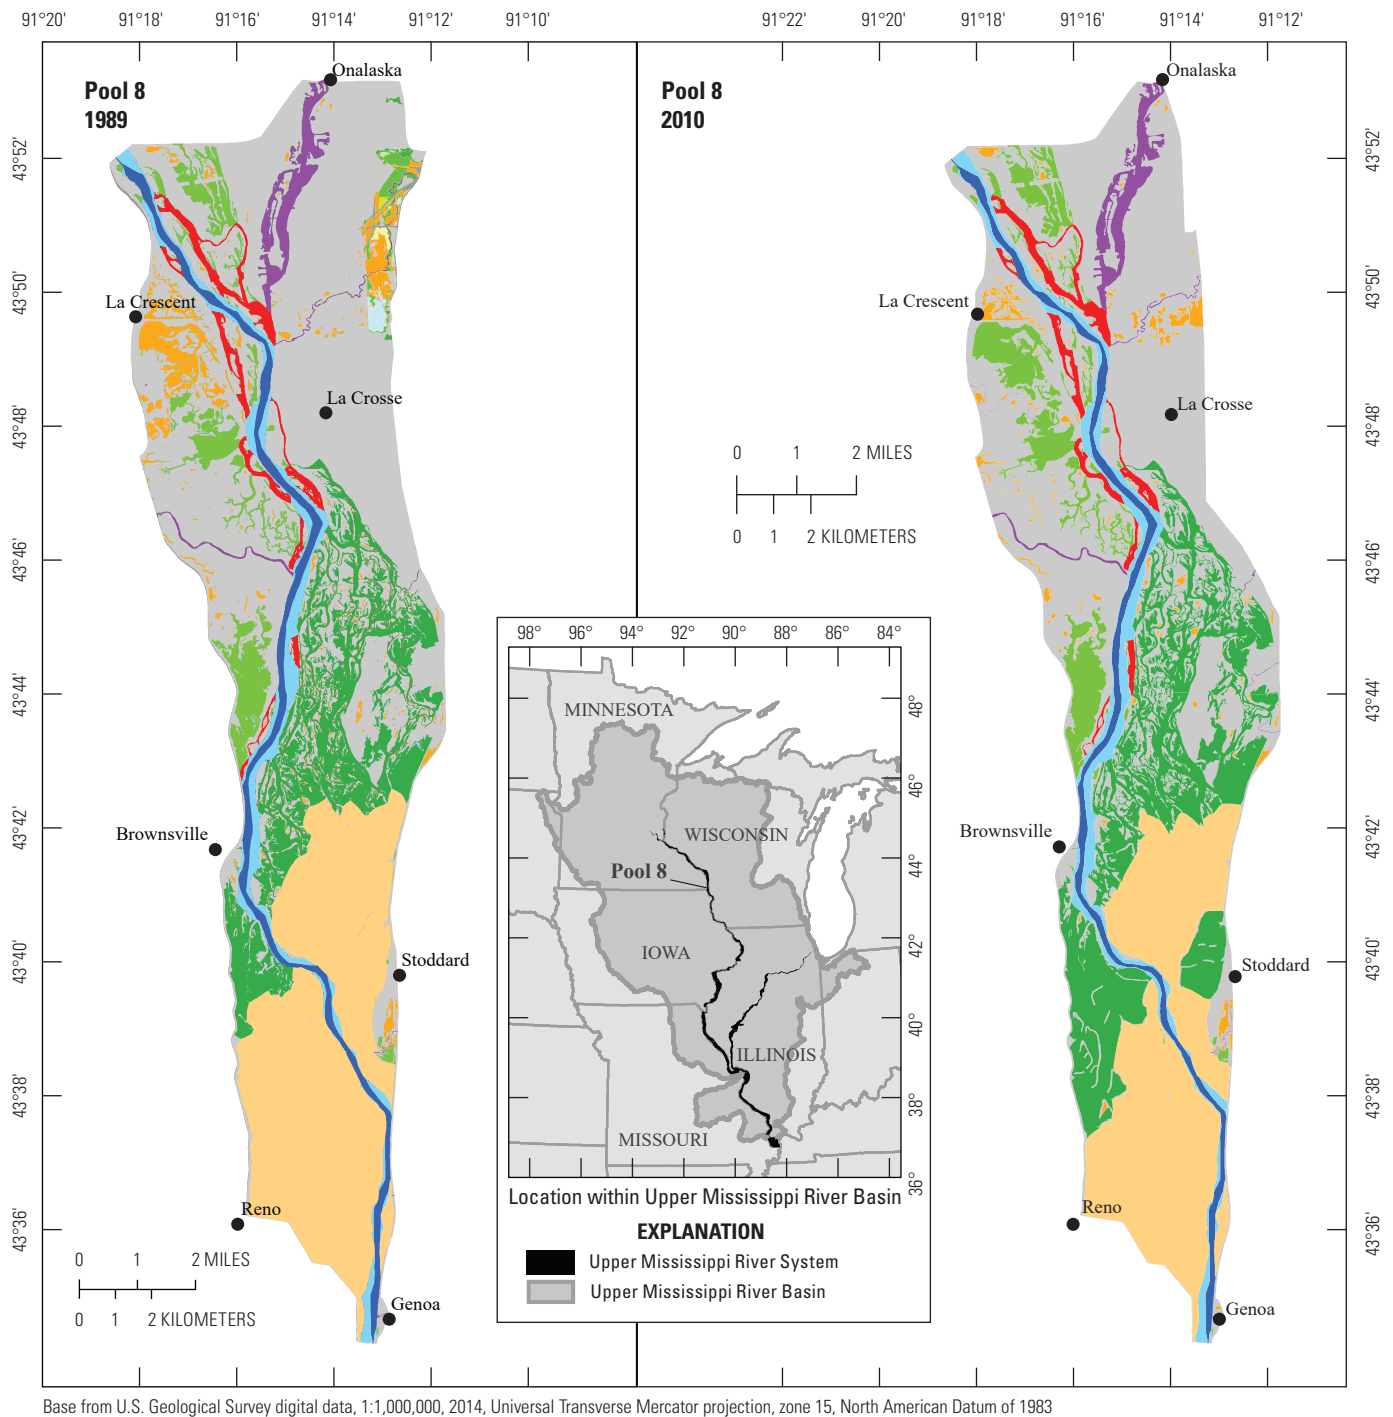 91°20' 91°18' 91°16' 91°14' 91°12' 91°10' 91°22' 91°20' 91°18' 91°16' 91°14' 91°12'
Pool 8
1989
Onalaska
La Crescent
La Crosse
Brownsville
Stoddard
Reno
Genoa
43°52'
43°50'
43°48'
43°46'
43°44'
43°42'
43°40'
43°38'
43°36'
0 1 2 MILES
0 1 2 KILOMETERS
Pool 8
2010
Onalaska
La Crescent
La Crosse
Brownsville
Stoddard
Reno
Genoa
0 1 2 MILES
0 1 2 KILOMETERS
43°52'
43°50'
43°48'
43°46'
43°44'
43°42'
43°40'
43°38'
43°36'
98° 96° 94° 92° 90° 88° 84°
48°
46°
44°
42°
40°
38°
36°
MINNESOTA
WISCONSIN
Pool 8
IOWA
ILLINOIS
MISSOURI
Location within Upper Mississippi River Basin
EXPLANATION
Upper Mississippi River System
Upper Mississippi River Basin
Base from U.S. Geological Survey digital data, 1:1,000,000, 2014, Universal Transverse Mercator projection, zone 15, North American Datum of 1983